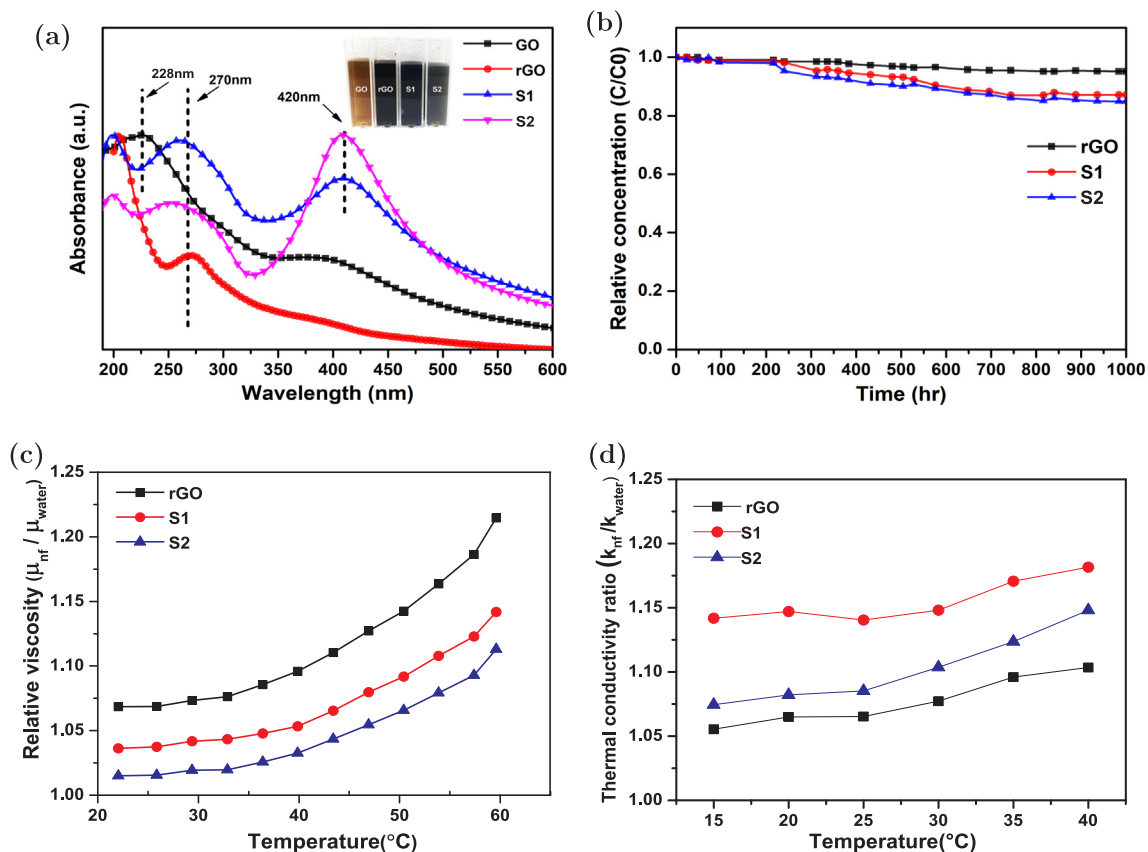 (a)
228nm
270nm
420nm
GO
rGO
S1
S2
GO
rGO
S1
S2
Absorbance (a.u.)
200 250 300 350 400 450 500 550 600
Wavelength (nm)
(b)
1.0
0.8
0.6
0.4
0.2
0.0
Relative concentration (C/C0)
rGO
S1
S2
0 100 200 300 400 500 600 700 800 900 1000
Time (hr)
(c)
1.25
1.20
1.15
1.10
1.05
1.00
Relative viscosity (μnf / μwater)
rGO
S1
S2
20 30 40 50 60
Temperature(°C)
(d)
1.25
1.20
1.15
1.10
1.05
1.00
Thermal conductivity ratio (knf/kwater)
rGO
S1
S2
15 20 25 30 35 40
Temperature(°C)